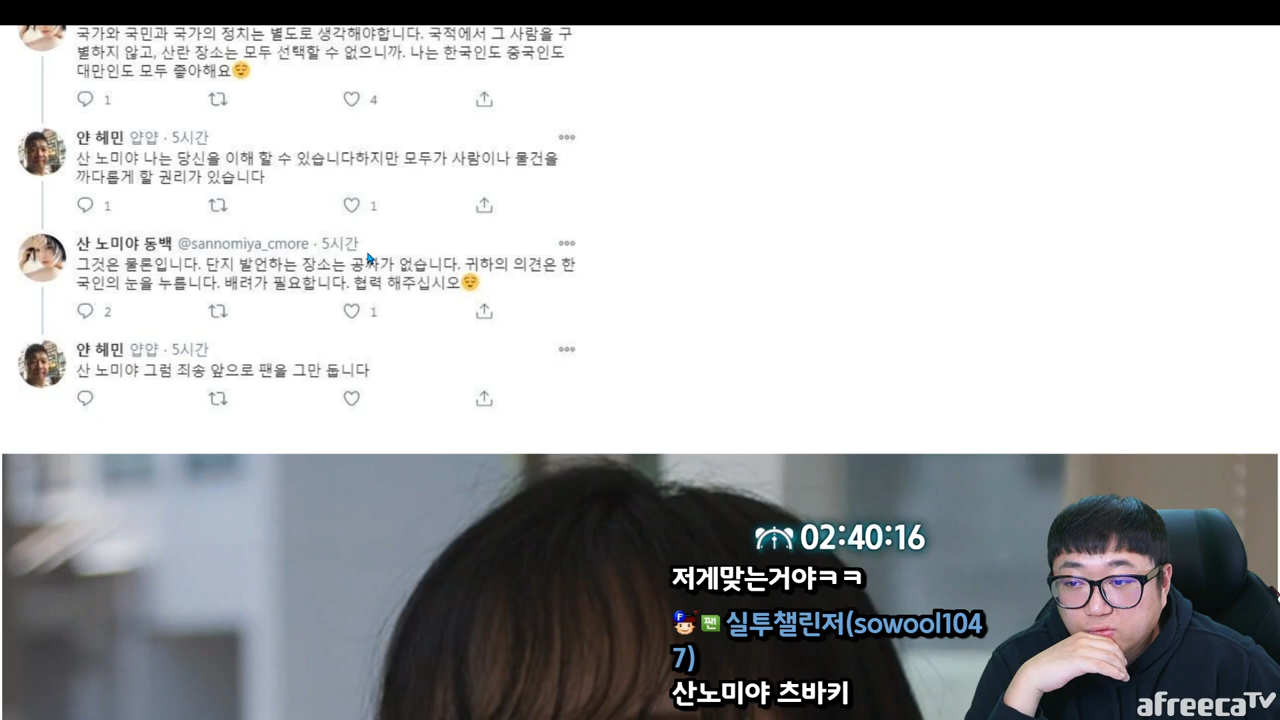 국가와 국민과 국가의 정치는 별도로 생각해야합니다. 국적에서 그 사람을 구
별하지 않고, 산란 장소는 모두 선택할 수 없으니까. 나는 한국인도 중국인도
대만인도 모두 좋아해요😌
1 4
얀 헤민 얍얍 · 5시간
산 노미야 나는 당신을 이해 할 수 있습니다하지만 모두가 사람이나 물건을
까다롭게 할 권리가 있습니다
1 1
산 노미야 동백 @sannomiya_cmore · 5시간
그것은 물론입니다. 단지 발언하는 장소는 공짜가 없습니다. 귀하의 의견은 한
국인의 눈을 누릅니다. 배려가 필요합니다. 협력 해주십시오😌
2 1
얀 헤민 얍얍 · 5시간
산 노미야 그럼 죄송 앞으로 팬을 그만 둡니다
02:40:16
저게맞는거야ㅋㅋ
F 팬 실투챌린저(sowool104
7)
산노미야 츠바키
afreecaTV